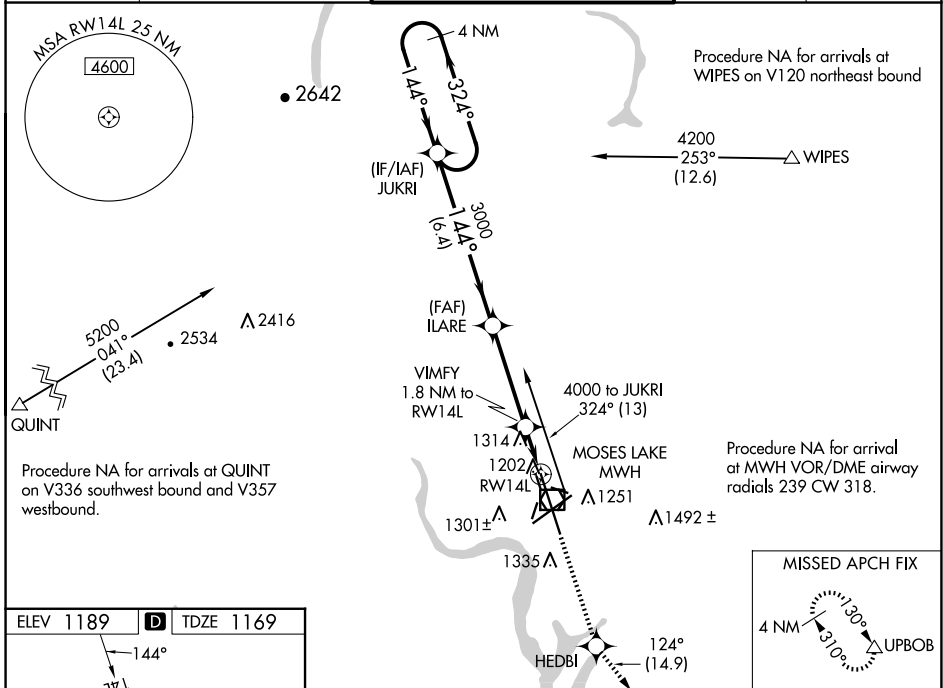 MSA RW14L 25 NM
4600
2642
4 NM
144°
324°
Procedure NA for arrivals at
WIPES on V120 northeast bound
4200
253°
(12.6)
WIPES
(IF/IAF)
JUKRI
3000
144°
(6.4)
5200
041°
(23.4)
2534
2416
QUINT
(FAF)
ILARE
VIMFY
1.8 NM to
RW14L
4000 to JUKRI
324° (13)
1314
1202
RW14L
MOSES LAKE
MWH
1251
1301±
1492 ±
1335
Procedure NA for arrivals at QUINT
on V336 southwest bound and V357
westbound.
Procedure NA for arrival
at MWH VOR/DME airway
radials 239 CW 318.
MISSED APCH FIX
4 NM
130°
310°
UPBOB
HEDBI
124°
(14.9)
ELEV 1189 D TDZE 1169
144°
14L